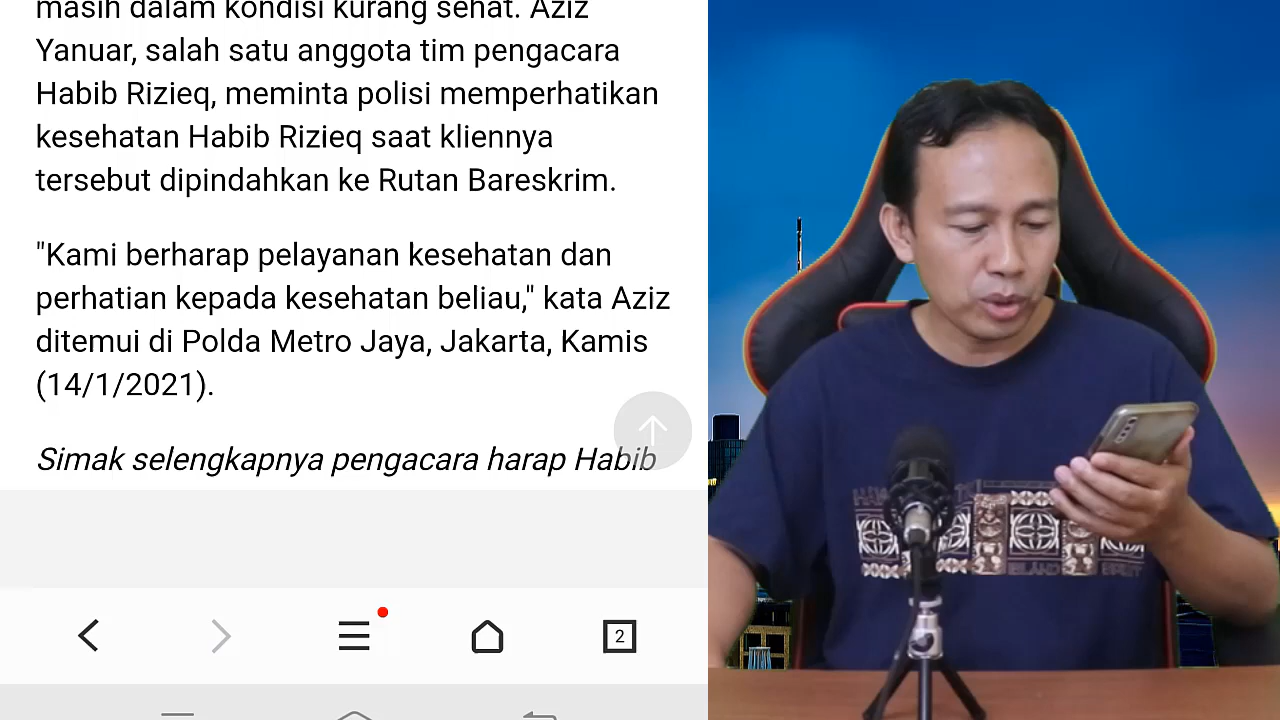 masih dalam kondisi kurang sehat. Aziz
Yanuar, salah satu anggota tim pengacara
Habib Rizieq, meminta polisi memperhatikan
kesehatan Habib Rizieq saat kliennya
tersebut dipindahkan ke Rutan Bareskrim.
"Kami berharap pelayanan kesehatan dan
perhatian kepada kesehatan beliau," kata Aziz
ditemui di Polda Metro Jaya, Jakarta, Kamis
(14/1/2021).
Simak selengkapnya pengacara harap Habib
2